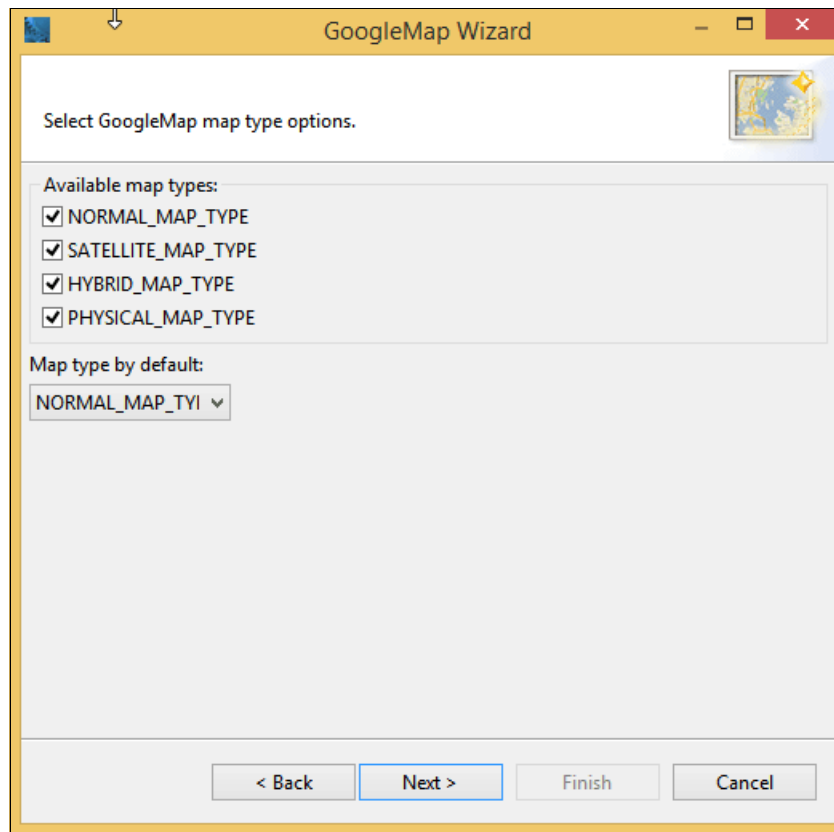 GoogleMap Wizard
Select GoogleMap map type options.
Available map types:
NORMAL_MAP_TYPE
SATELLITE_MAP_TYPE
HYBRID_MAP_TYPE
PHYSICAL_MAP_TYPE
Map type by default:
NORMAL_MAP_TYI
< Back Next > Finish Cancel